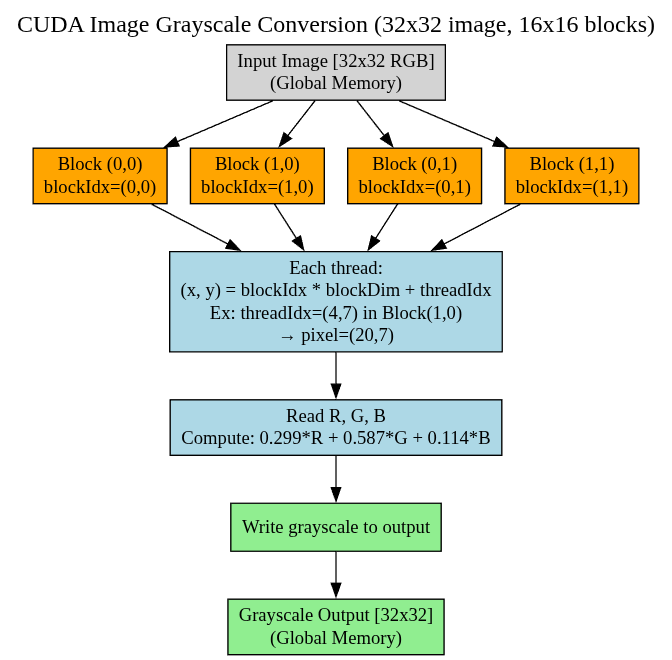 CUDA Image Grayscale Conversion (32x32 image, 16x16 blocks)
Input Image [32x32 RGB]
(Global Memory)
Block (0,0)
blockIdx=(0,0)
Block (1,0)
blockIdx=(1,0)
Block (0,1)
blockIdx=(0,1)
Block (1,1)
blockIdx=(1,1)
Each thread:
(x, y) = blockIdx * blockDim + threadIdx
Ex: threadIdx=(4,7) in Block(1,0)
→ pixel=(20,7)
Read R, G, B
Compute: 0.299*R + 0.587*G + 0.114*B
Write grayscale to output
Grayscale Output [32x32]
(Global Memory)